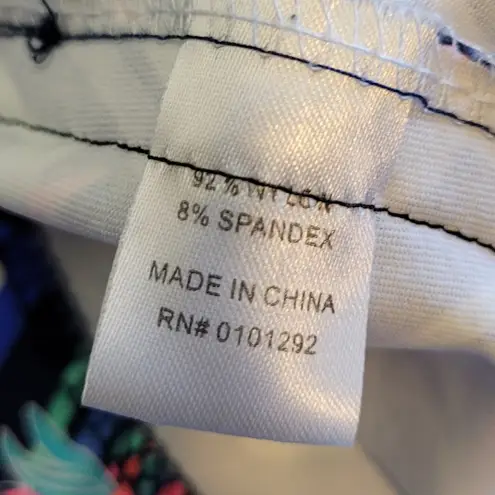 92% NYLON
8% SPANDEX
MADE IN CHINA
RN# 0101292